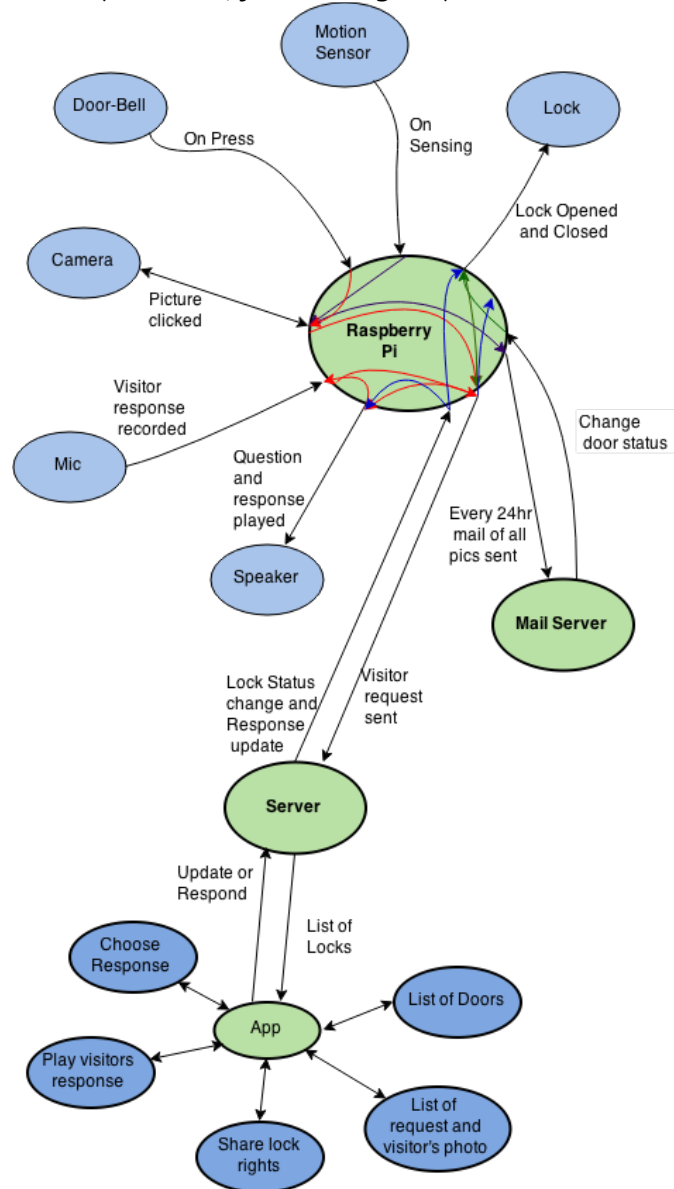 Motion
Sensor
Door-Bell
Lock
On Press
On
Sensing
Lock Opened
and Closed
Camera
Picture
clicked
Raspberry
Pi
Visitor
response
recorded
Change
door status
Mic
Question
and
response
played
Every 24hr
mail of all
pics sent
Speaker
Mail Server
Lock Status
change and
Response
update
Visitor
request
sent
Server
Update or
Respond
List of
Locks
Choose
Response
List of Doors
App
Play visitors
response
List of
request and
visitor's photo
Share lock
rights